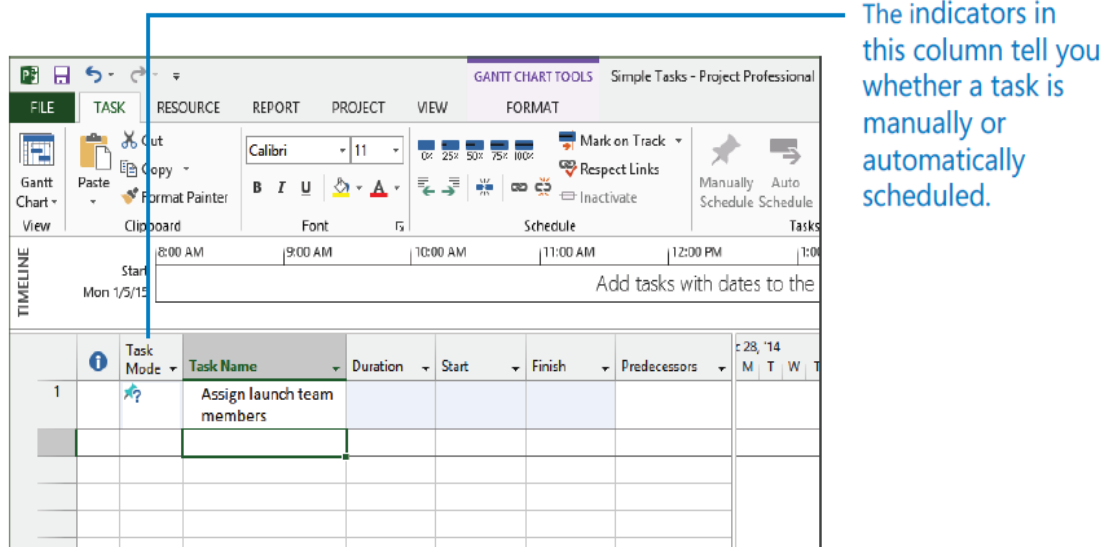 The indicators in
this column tell you
whether a task is
manually or
automatically
scheduled.
GANTT CHART TOOLS Simple Tasks - Project Professional
FILE TASK RESOURCE REPORT PROJECT VIEW FORMAT
Cut
Copy
Format Painter
Paste
Gantt
Chart
Calibri 11
B I U A
0% 25% 50% 75% 100%
Mark on Track
Respect Links
Inactivate
Manually
Schedule
Auto
Schedule
View Clipboard Font Schedule Tasks
TIMELINE
8:00 AM 9:00 AM 10:00 AM 11:00 AM 12:00 PM 1:00
Start
Mon 1/5/15
Add tasks with dates to the
Task
Mode
Task Name Duration Start Finish Predecessors
28, '14
M T W T
1 Assign launch team
members